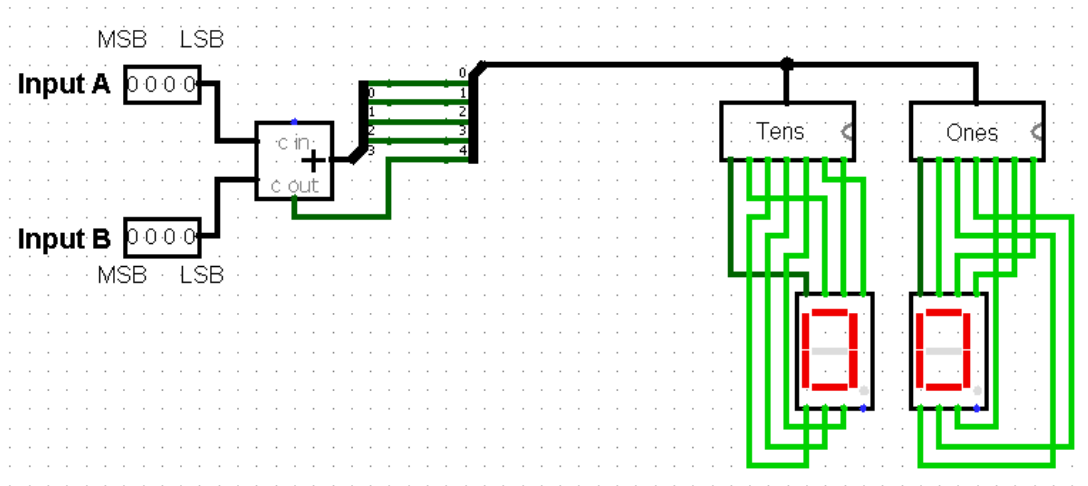 MSB LSB
Input A 0 0 0 0
c in
+
c out
Input B 0 0 0 0
MSB LSB
0
1
2
3
0
1
2
3
4
Tens
Ones